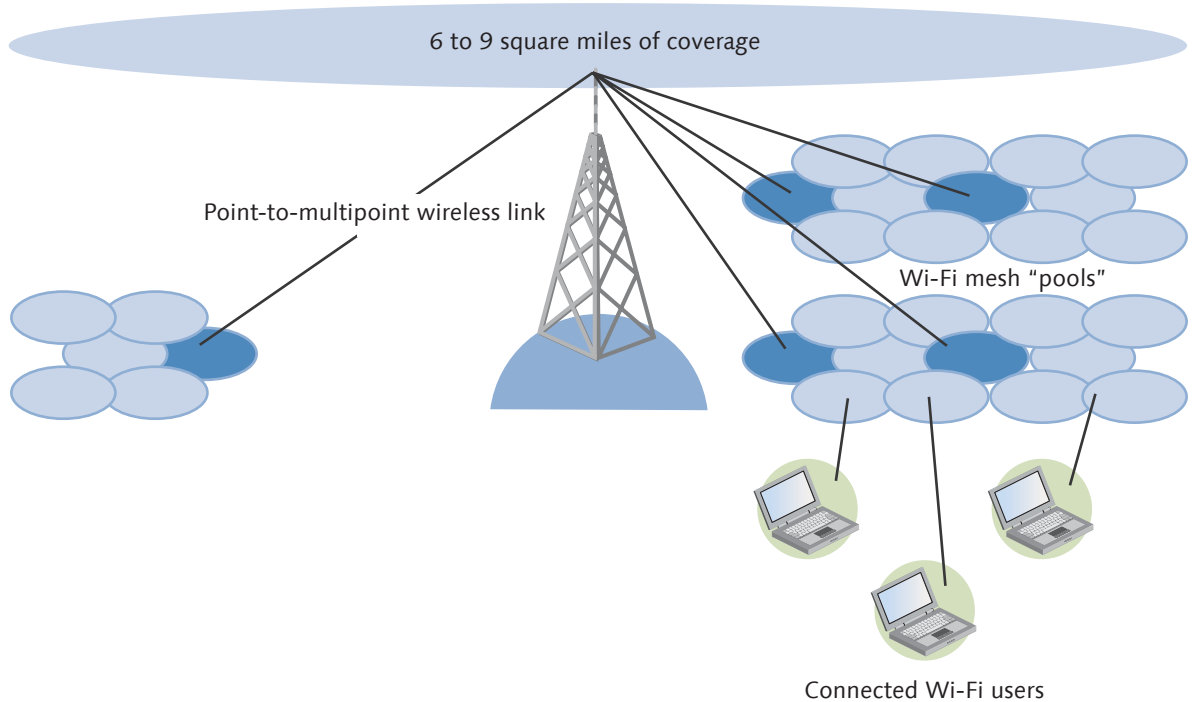 6 to 9 square miles of coverage
Point-to-multipoint wireless link
Wi-Fi mesh “pools”
Connected Wi-Fi users